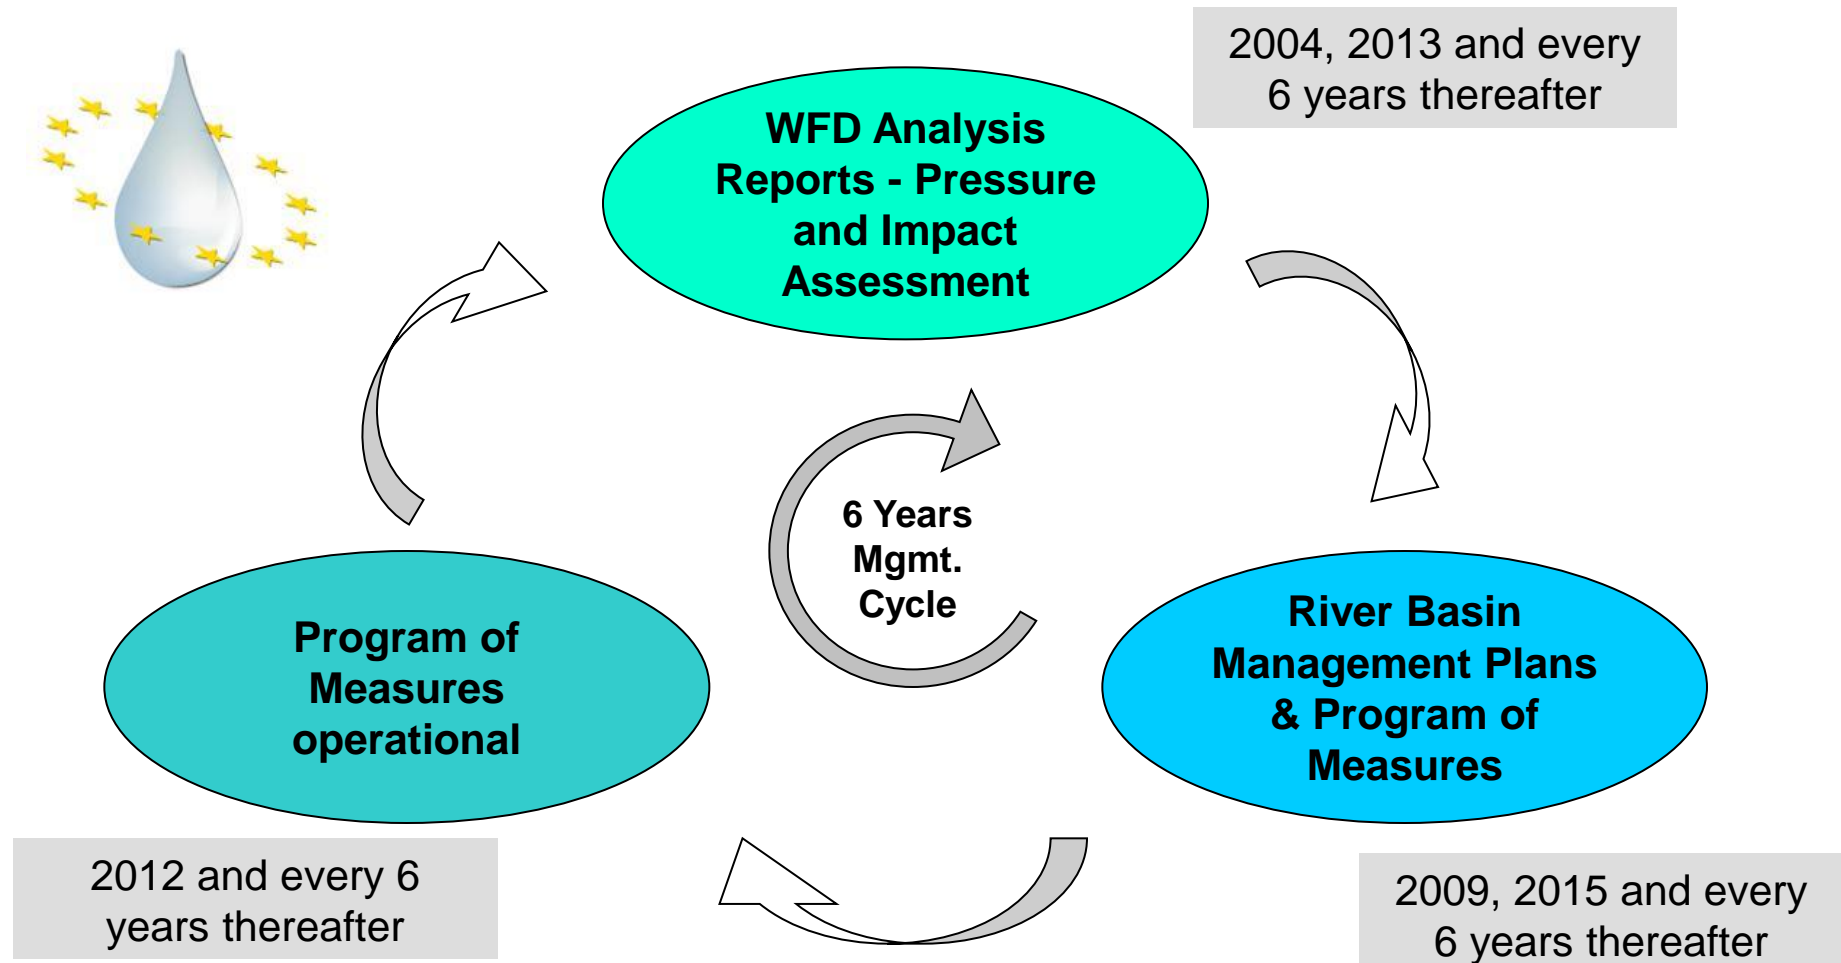 2004, 2013 and every
6 years thereafter
WFD Analysis
Reports - Pressure
and Impact
Assessment
6 Years
Mgmt.
Cycle
Program of
Measures
operational
River Basin
Management Plans
& Program of
Measures
2012 and every 6
years thereafter
2009, 2015 and every
6 years thereafter